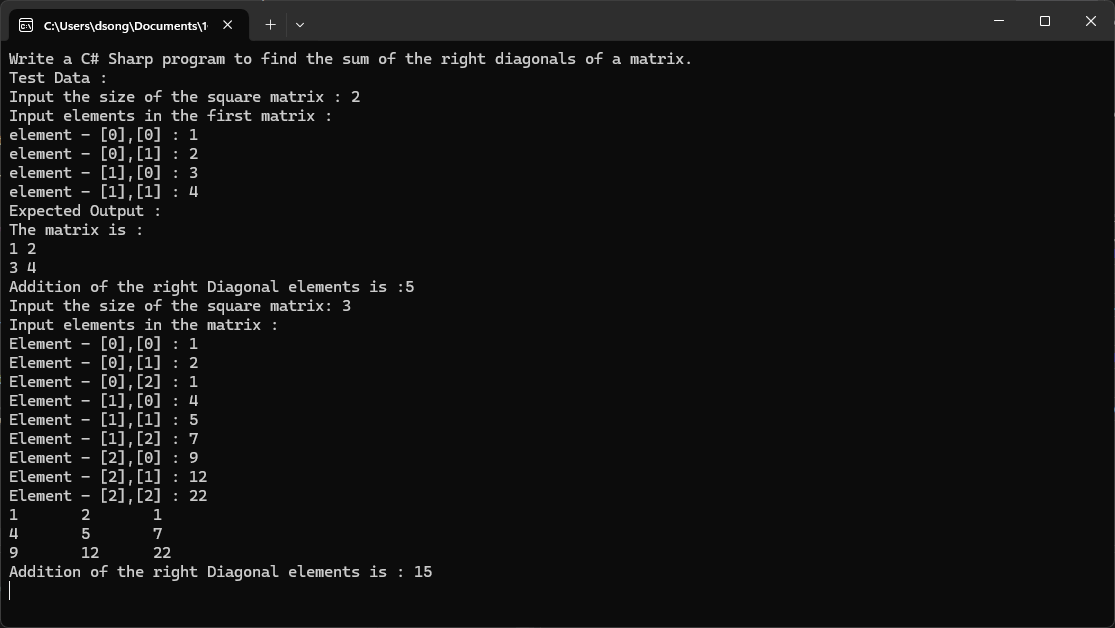 C:\Users\dsong\Documents\1
Write a C# Sharp program to find the sum of the right diagonals of a matrix.
Test Data :
Input the size of the square matrix : 2
Input elements in the first matrix :
element - [0],[0] : 1
element - [0],[1] : 2
element - [1],[0] : 3
element - [1],[1] : 4
Expected Output :
The matrix is :
1 2
3 4
Addition of the right Diagonal elements is :5
Input the size of the square matrix: 3
Input elements in the matrix :
Element - [0],[0] : 1
Element - [0],[1] : 2
Element - [0],[2] : 1
Element - [1],[0] : 4
Element - [1],[1] : 5
Element - [1],[2] : 7
Element - [2],[0] : 9
Element - [2],[1] : 12
Element - [2],[2] : 22
1 2 1
4 5 7
9 12 22
Addition of the right Diagonal elements is : 15